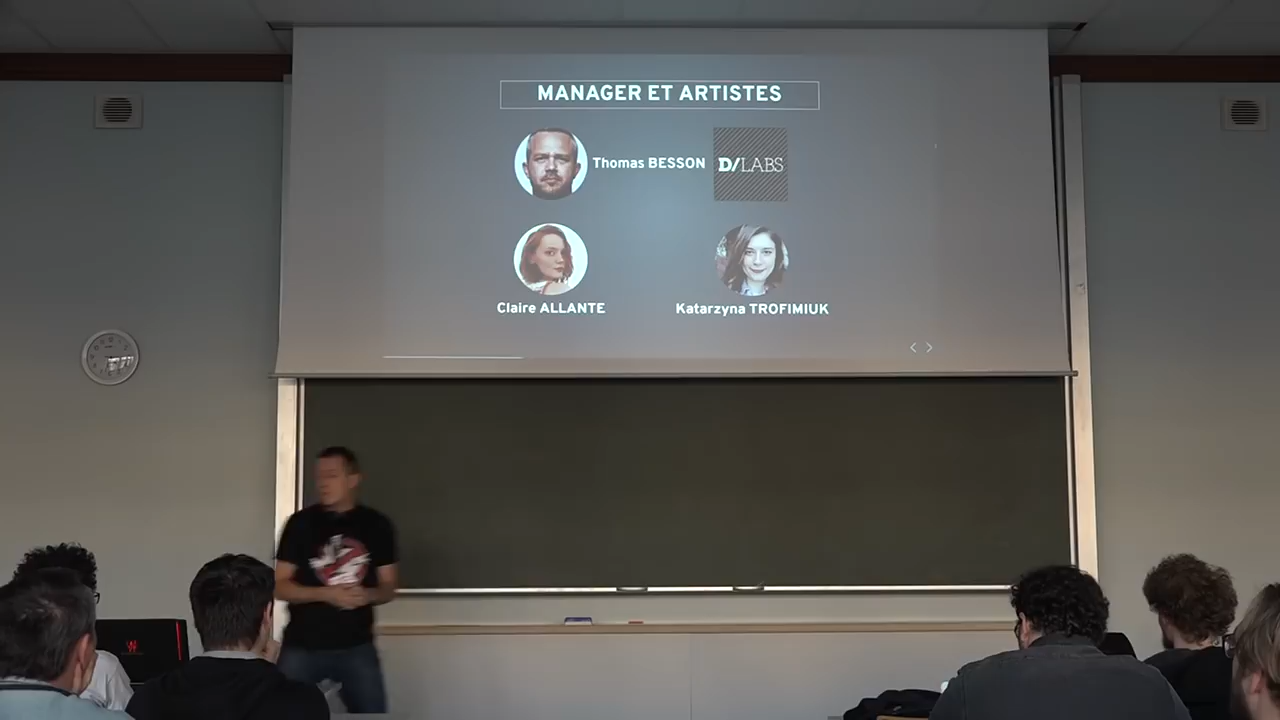 MANAGER ET ARTISTES
Thomas BESSON
D/LABS
Claire ALLANTE
Katarzyna TROFIMIUK